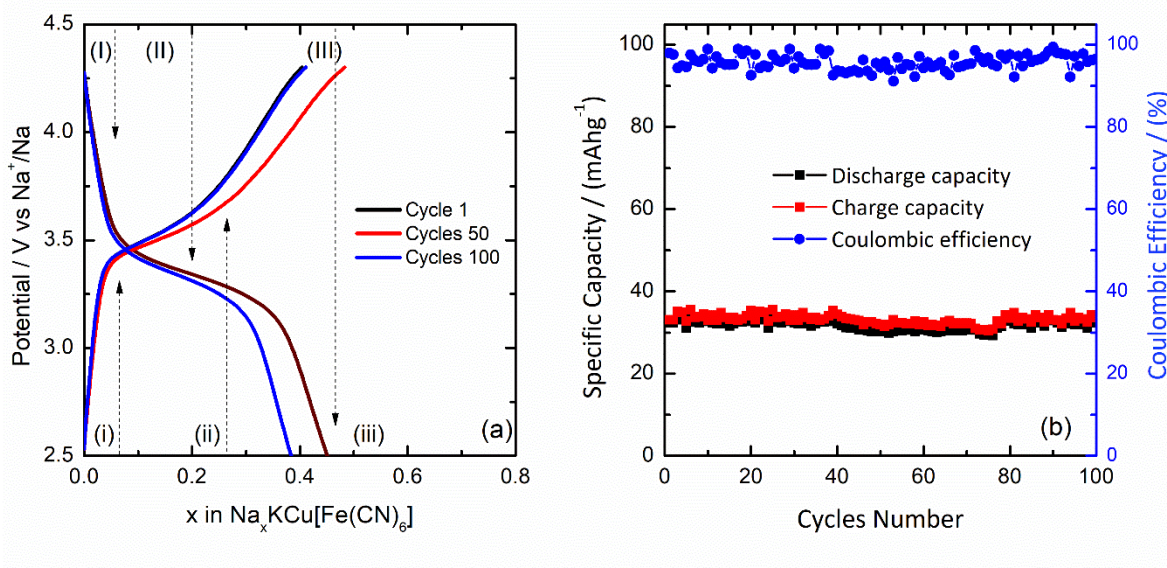 4.5
4.0
3.5
3.0
2.5
Potential / V vs Na⁺/Na
(I)
(II)
(III)
Cycle 1
Cycles 50
Cycles 100
(i)
(ii)
(iii)
(a)
0.0
0.2
0.4
0.6
0.8
x in NaₓKCu[Fe(CN)₆]
100
80
60
40
20
0
Specific Capacity / (mAhg⁻¹)
Discharge capacity
Charge capacity
Coulombic efficiency
(b)
100
80
60
40
20
0
Coulombic Efficiency / (%)
0
20
40
60
80
100
Cycles Number